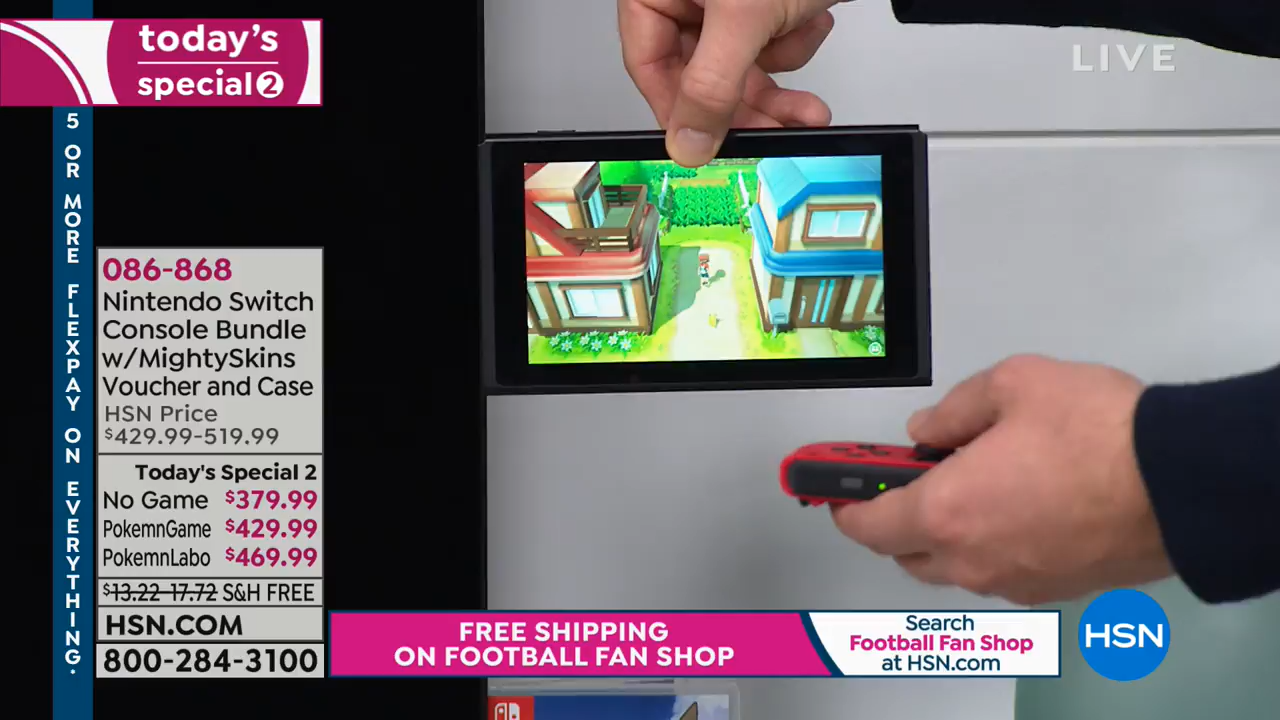 today's
special 2
LIVE
5 OR MORE FLEXPAY ON EVERYTHING.
086-868
Nintendo Switch
Console Bundle
w/MightySkins
Voucher and Case
HSN Price
$429.99-519.99
Today's Special 2
No Game $379.99
PokemnGame $429.99
PokemnLabo $469.99
$13.22-17.72 S&H FREE
HSN.COM
800-284-3100
FREE SHIPPING
ON FOOTBALL FAN SHOP
Search
Football Fan Shop
at HSN.com
HSN